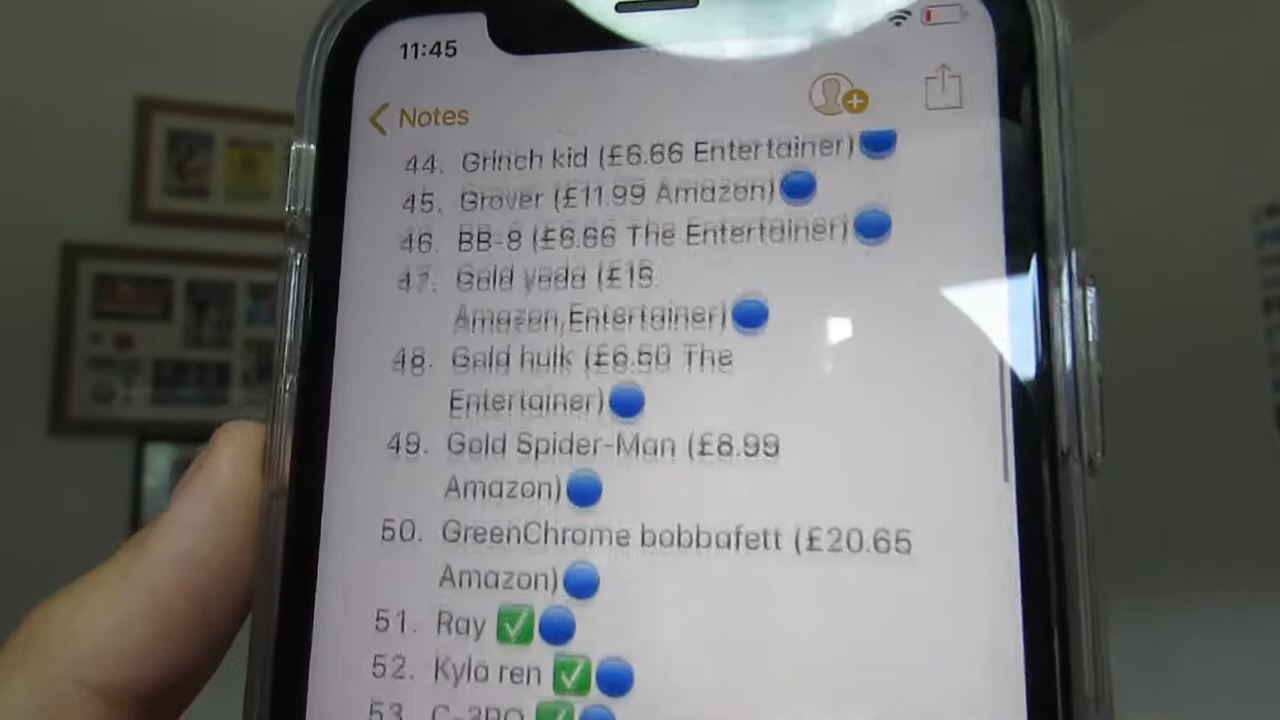 11:45
Notes
44. Grinch kid (£6.66 Entertainer)🔵
45. Grover (£11.99 Amazon)🔵
46. BB-8 (£6.66 The Entertainer)🔵
47. Gold yoda (£15
Amazon,Entertainer)🔵
48. Gold hulk (£6.50 The
Entertainer)🔵
49. Gold Spider-Man (£8.99
Amazon)🔵
50. GreenChrome bobbafett (£20.65
Amazon)🔵
51. Ray ✅🔵
52. Kylo ren ✅🔵
53. C-3PO ✅🔵